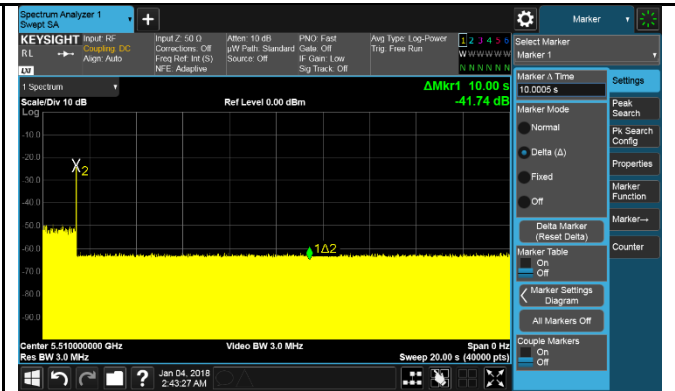 Spectrum Analyzer 1
Swept SA
+
Marker
KEYSIGHT
RL
LXI
Input: RF
Coupling: DC
Align: Auto
Input Z: 50 Ω
Corrections: Off
Freq Ref: Int (S)
NFE: Adaptive
Atten: 10 dB
µW Path: Standard
Source: Off
PNO: Fast
Gate: Off
IF Gain: Low
Sig Track: Off
Avg Type: Log-Power
Trig: Free Run
1 2 3 4 5 6
W W W W W W
N N N N N N
Select Marker
Marker 1
1 Spectrum
ΔMkr1 10.00 s
-41.74 dB
Scale/Div 10 dB
Ref Level 0.00 dBm
Log
-10.0
-20.0
-30.0
-40.0
-50.0
-60.0
-70.0
-80.0
-90.0
2
1Δ2
Center 5.510000000 GHz
Res BW 3.0 MHz
Video BW 3.0 MHz
Span 0 Hz
Sweep 20.00 s (40000 pts)
Marker Δ Time
10.0005 s
Marker Mode
Normal
Delta (Δ)
Fixed
Off
Delta Marker
(Reset Delta)
Marker Table
On
Off
Marker Settings
Diagram
All Markers Off
Couple Markers
On
Off
Settings
Peak
Search
Pk Search
Config
Properties
Marker
Function
Marker→
Counter
?
Jan 04, 2018
2:43:27 AM